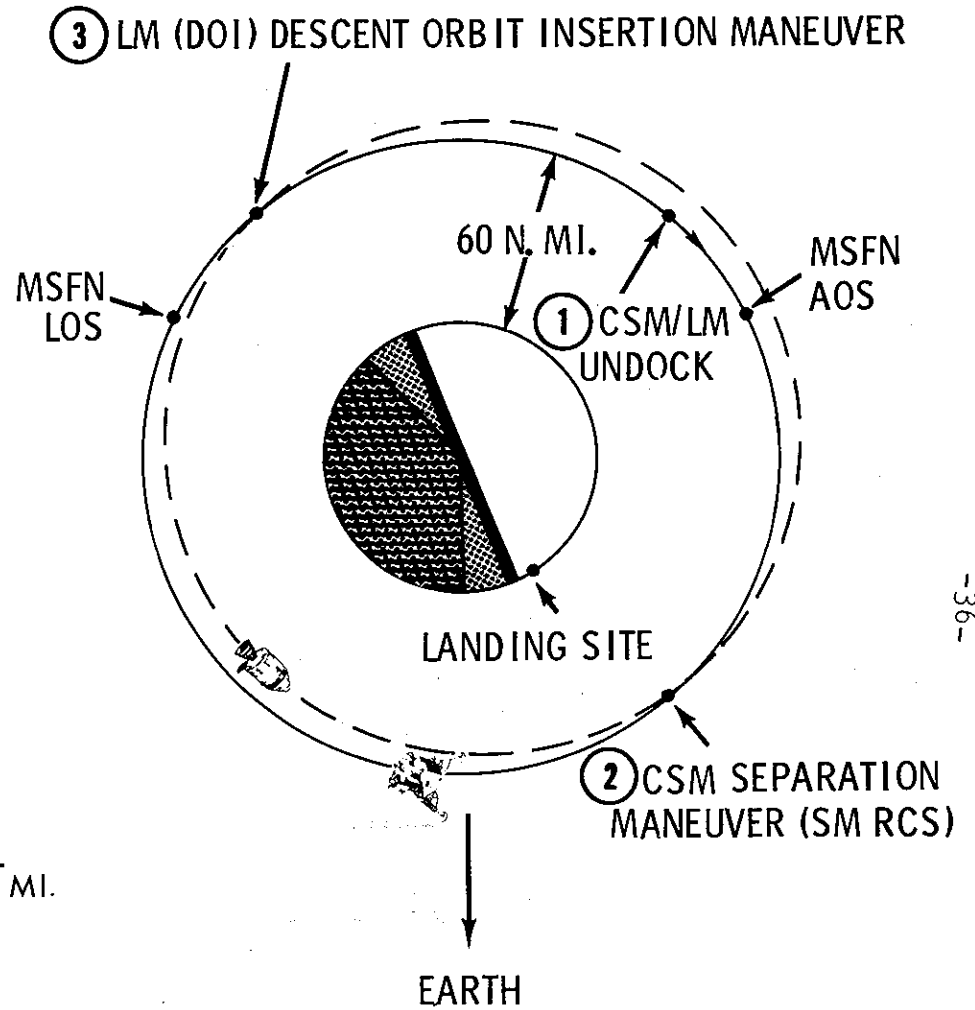 3 LM (DOI) DESCENT ORBIT INSERTION MANEUVER
60 N. MI.
MSFN
AOS
MSFN
LOS
1 CSM/LM
UNDOCK
LANDING SITE
-36-
2 CSM SEPARATION
MANEUVER (SM RCS)
MI.
EARTH